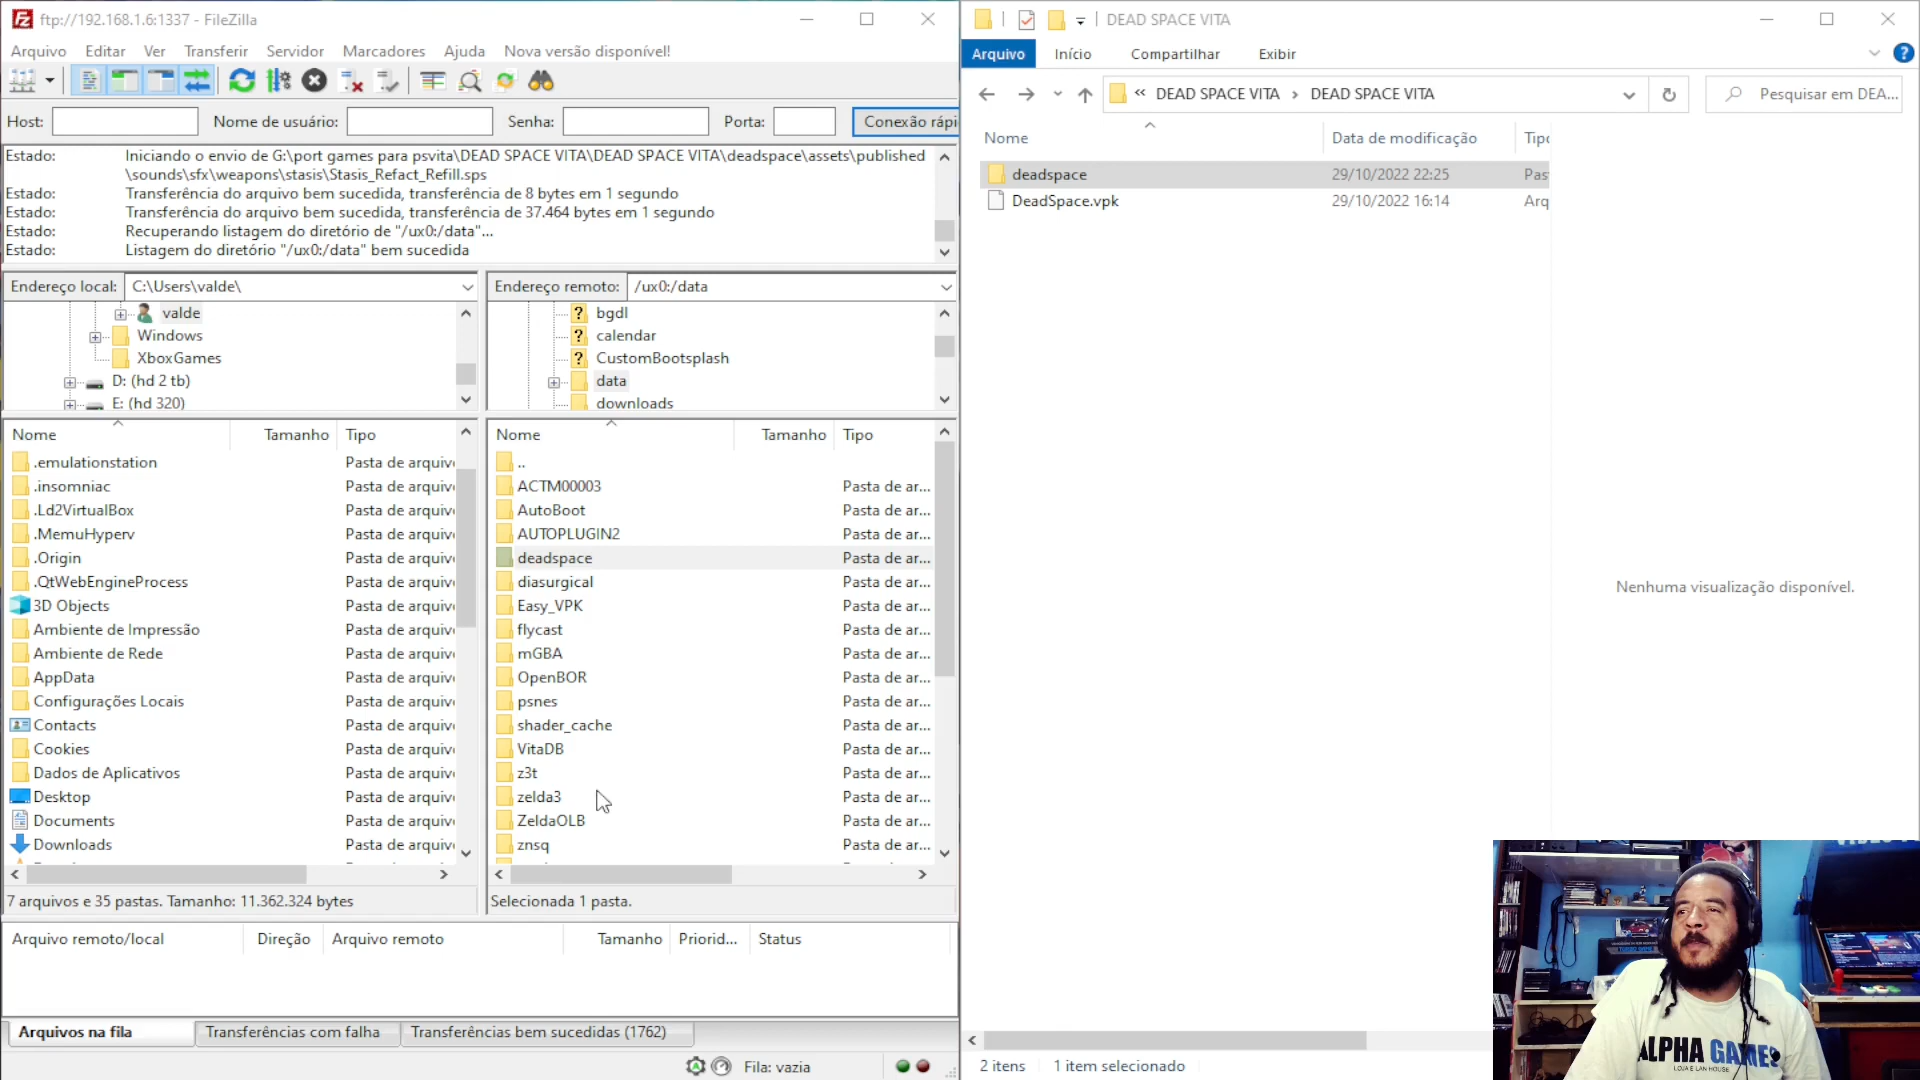 ftp://192.168.1.6:1337 - FileZilla
Arquivo Editar Ver Transferir Servidor Marcadores Ajuda Nova versão disponível!
Host: Nome de usuário: Senha: Porta: Conexão rápi
Estado: Iniciando o envio de G:\port games para psvita\DEAD SPACE VITA\DEAD SPACE VITA\deadspace\assets\published
\sounds\sfx\weapons\stasis\Stasis_Refact_Refill.sps
Estado: Transferência do arquivo bem sucedida, transferência de 8 bytes em 1 segundo
Estado: Transferência do arquivo bem sucedida, transferência de 37.464 bytes em 1 segundo
Estado: Recuperando listagem do diretório de "/ux0:/data"...
Estado: Listagem do diretório "/ux0:/data" bem sucedida
Endereço local: C:\Users\valde\
valde
Windows
XboxGames
D: (hd 2 tb)
E: (hd 320)
Nome Tamanho Tipo
.emulationstation Pasta de arquiv
.insomniac Pasta de arquiv
.Ld2VirtualBox Pasta de arquiv
.MemuHyperv Pasta de arquiv
.Origin Pasta de arquiv
.QtWebEngineProcess Pasta de arquiv
3D Objects Pasta de arquiv
Ambiente de Impressão Pasta de arquiv
Ambiente de Rede Pasta de arquiv
AppData Pasta de arquiv
Configurações Locais Pasta de arquiv
Contacts Pasta de arquiv
Cookies Pasta de arquiv
Dados de Aplicativos Pasta de arquiv
Desktop Pasta de arquiv
Documents Pasta de arquiv
Downloads Pasta de arquiv
7 arquivos e 35 pastas. Tamanho: 11.362.324 bytes
Endereço remoto: /ux0:/data
bgdl
calendar
CustomBootsplash
data
downloads
Nome Tamanho Tipo
..
ACTM00003 Pasta de ar...
AutoBoot Pasta de ar...
AUTOPLUGIN2 Pasta de ar...
deadspace Pasta de ar...
diasurgical Pasta de ar...
Easy_VPK Pasta de ar...
flycast Pasta de ar...
mGBA Pasta de ar...
OpenBOR Pasta de ar...
psnes Pasta de ar...
shader_cache Pasta de ar...
VitaDB Pasta de ar...
z3t Pasta de ar...
zelda3 Pasta de ar...
ZeldaOLB Pasta de ar...
znsq Pasta de ar...
Selecionada 1 pasta.
Arquivo remoto/local Direção Arquivo remoto Tamanho Priorid... Status
Arquivos na fila Transferências com falha Transferências bem sucedidas (1762)
Fila: vazia
DEAD SPACE VITA
Arquivo Início Compartilhar Exibir
« DEAD SPACE VITA › DEAD SPACE VITA
Pesquisar em DEA...
Nome Data de modificação Tipo
deadspace 29/10/2022 22:25 Pas
DeadSpace.vpk 29/10/2022 16:14 Arq
Nenhuma visualização disponível.
2 itens 1 item selecionado
ALPHA GAMES
LOJA E LAN HOUSE